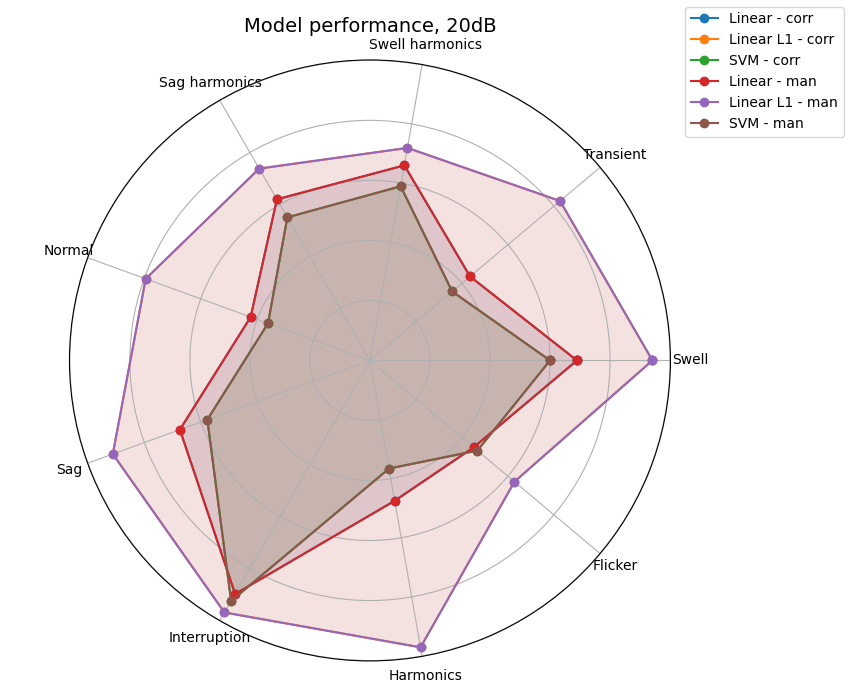 Model performance, 20dB
Linear - corr
Linear L1 - corr
SVM - corr
Linear - man
Linear L1 - man
SVM - man
Swell harmonics
Sag harmonics
Transient
Normal
Swell
Sag
Flicker
Interruption
Harmonics